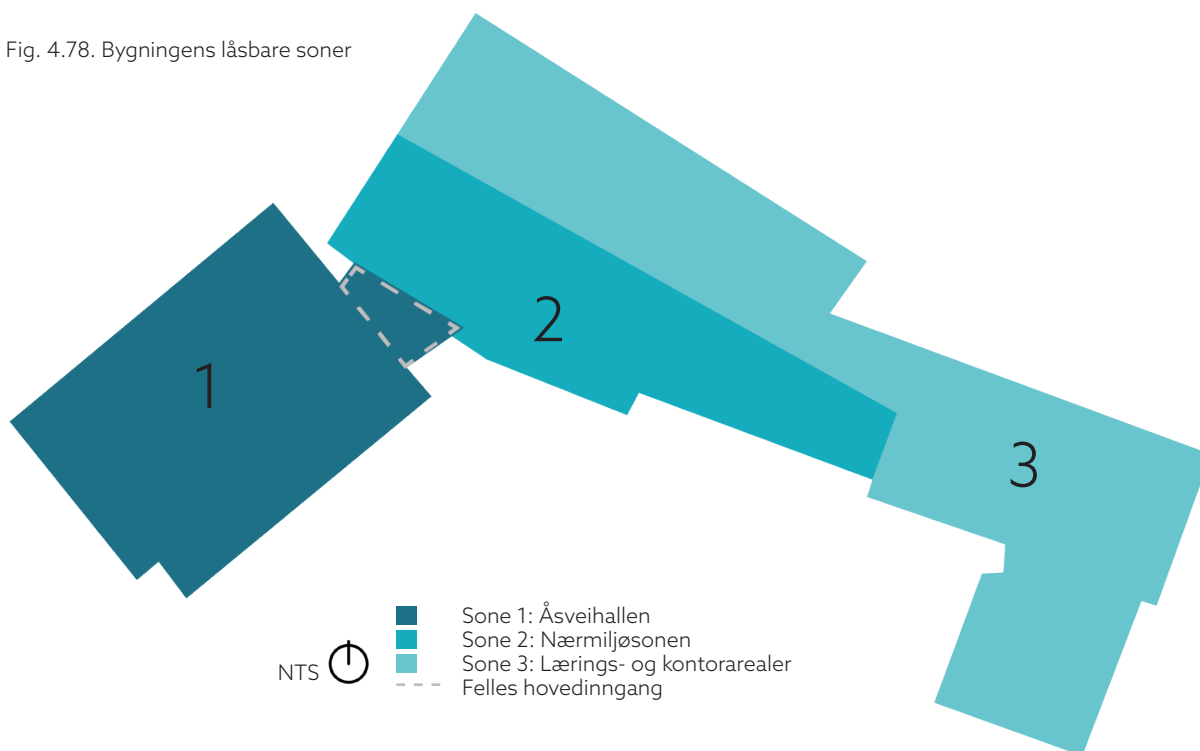 Fig. 4.78. Bygningens låsbare soner
1
2
3
Sone 1: Åsveihallen
Sone 2: Nærmiljøsonen
Sone 3: Lærings- og kontorarealer
Felles hovedinngang
NTS